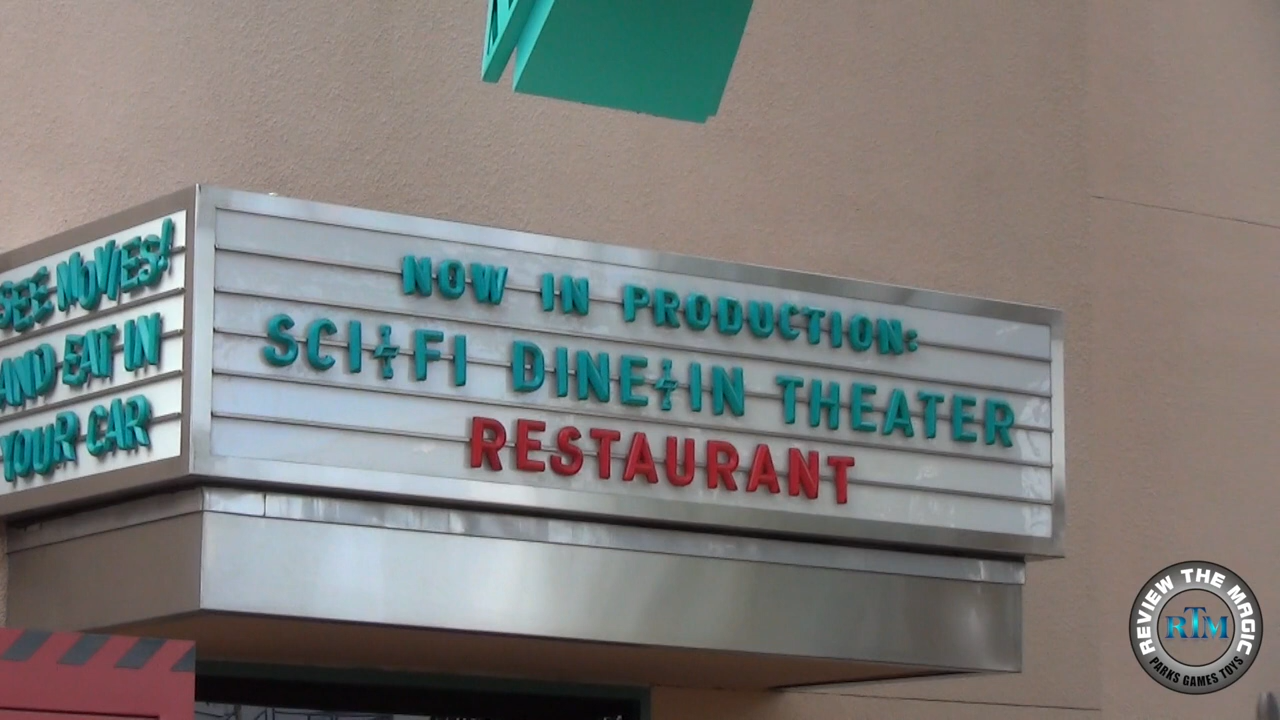 SEE MOVIES!
AND EAT IN
YOUR CAR
NOW IN PRODUCTION:
SCI-FI DINE-IN THEATER
RESTAURANT
REVIEW THE MAGIC
RTM
PARKS GAMES TOYS